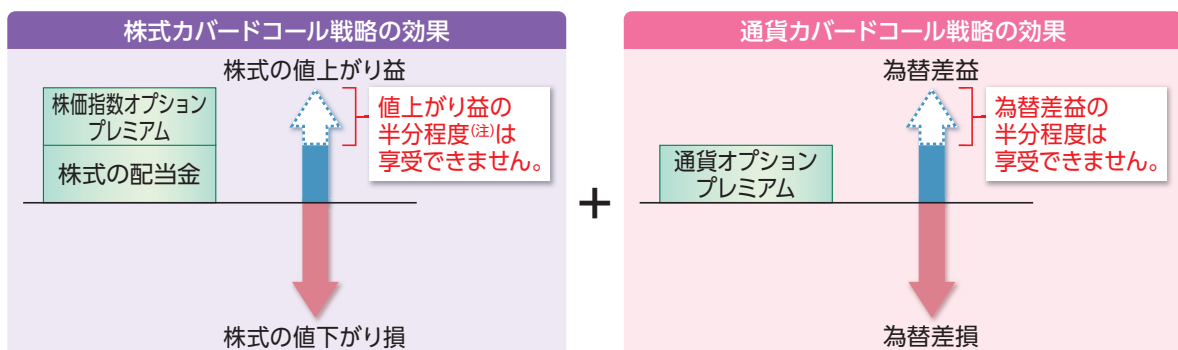 株式カバードコール戦略の効果
株式の値上がり益
株価指数オプション
プレミアム
株式の配当金
値上がり益の
半分程度(注)は
享受できません。
株式の値下がり損
+
通貨カバードコール戦略の効果
為替差益
通貨オプション
プレミアム
為替差益の
半分程度は
享受できません。
為替差損